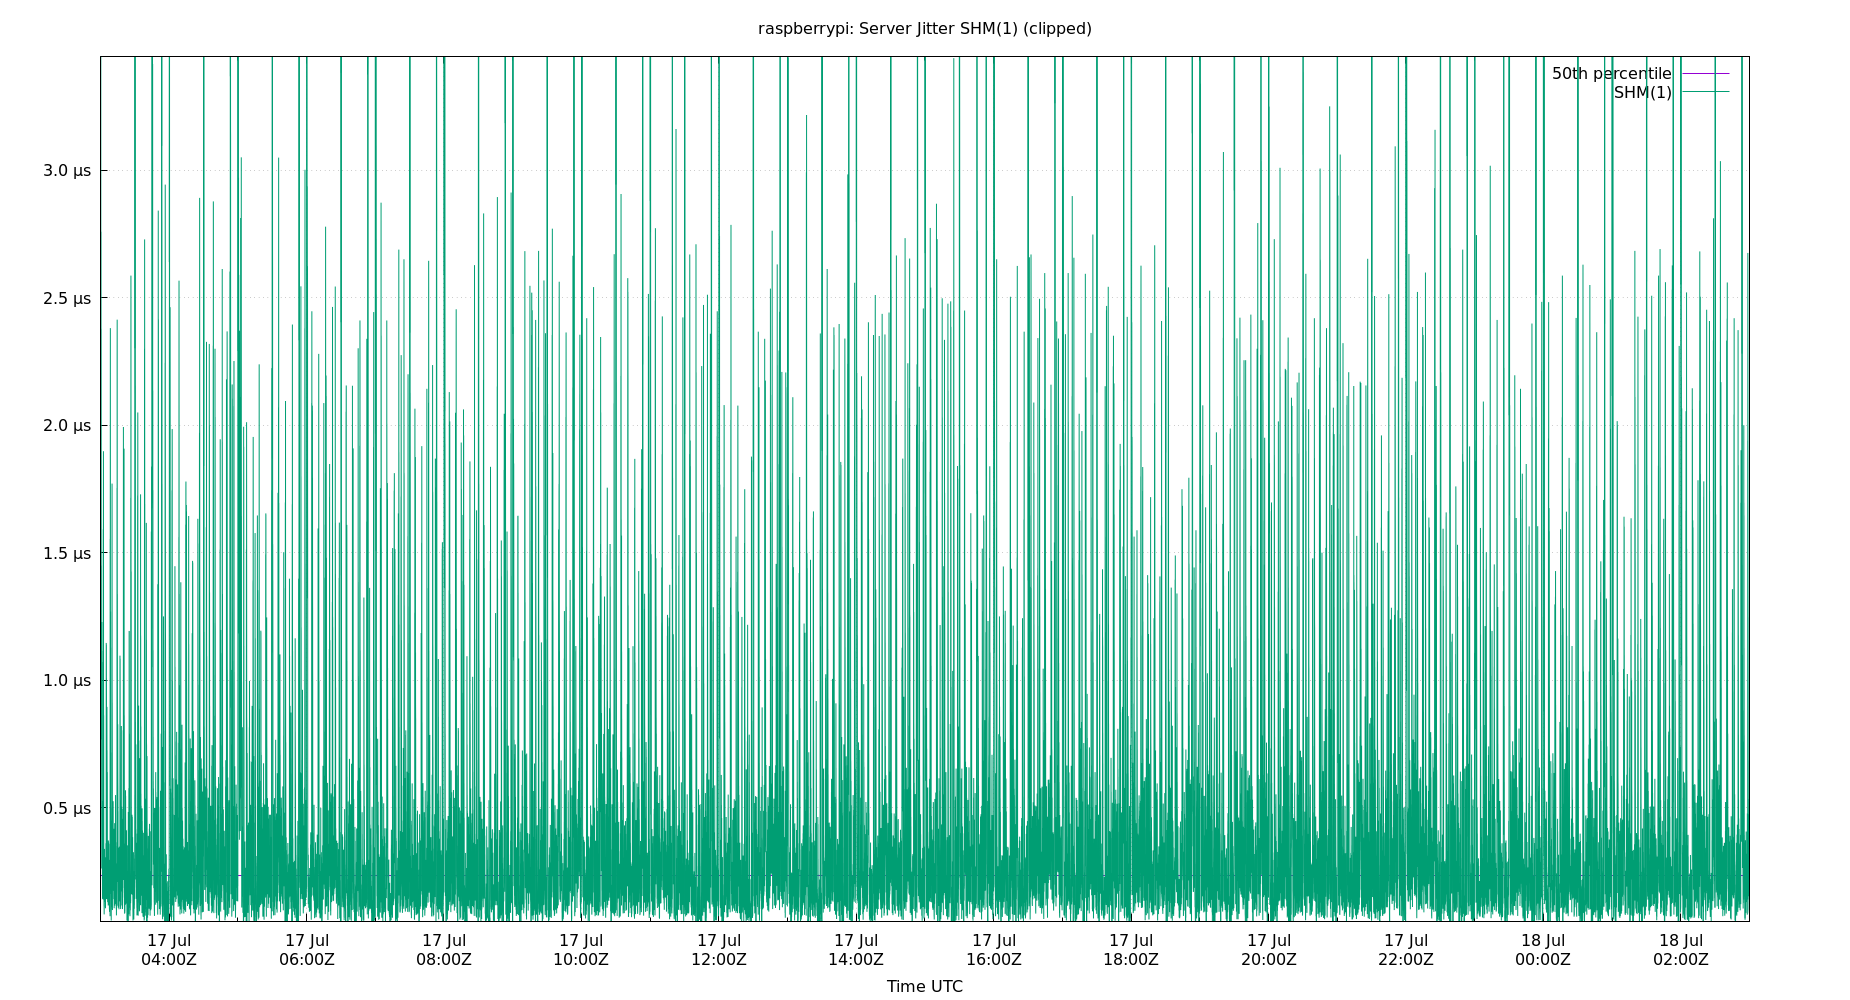 raspberrypi: Server Jitter SHM(1) (clipped)
50th percentile
SHM(1)
3.0 μs
2.5 μs
2.0 μs
1.5 μs
1.0 μs
0.5 μs
17 Jul 17 Jul 17 Jul 17 Jul 17 Jul 17 Jul 17 Jul 17 Jul 17 Jul 17 Jul 18 Jul 18 Jul
04:00Z 06:00Z 08:00Z 10:00Z 12:00Z 14:00Z 16:00Z 18:00Z 20:00Z 22:00Z 00:00Z 02:00Z
Time UTC